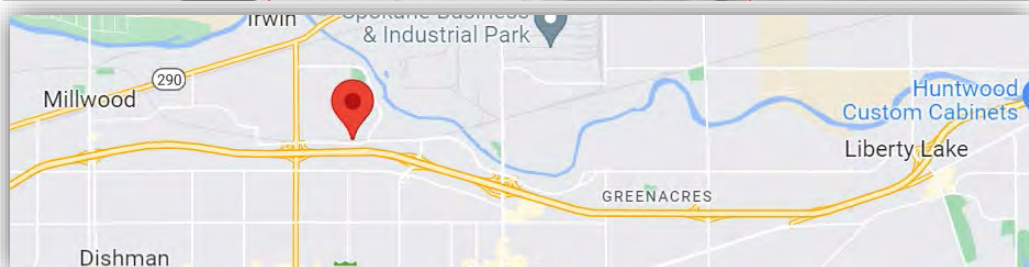 Irwin
Spokane Business
& Industrial Park
290
Millwood
Huntwood
Custom Cabinets
Liberty Lake
GREENACRES
Dishman